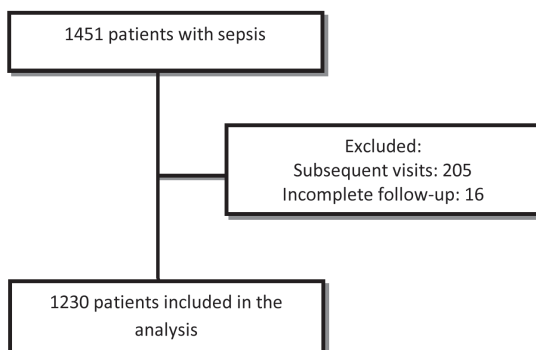 1451 patients with sepsis
Excluded:
Subsequent visits: 205
Incomplete follow-up: 16
1230 patients included in the
analysis